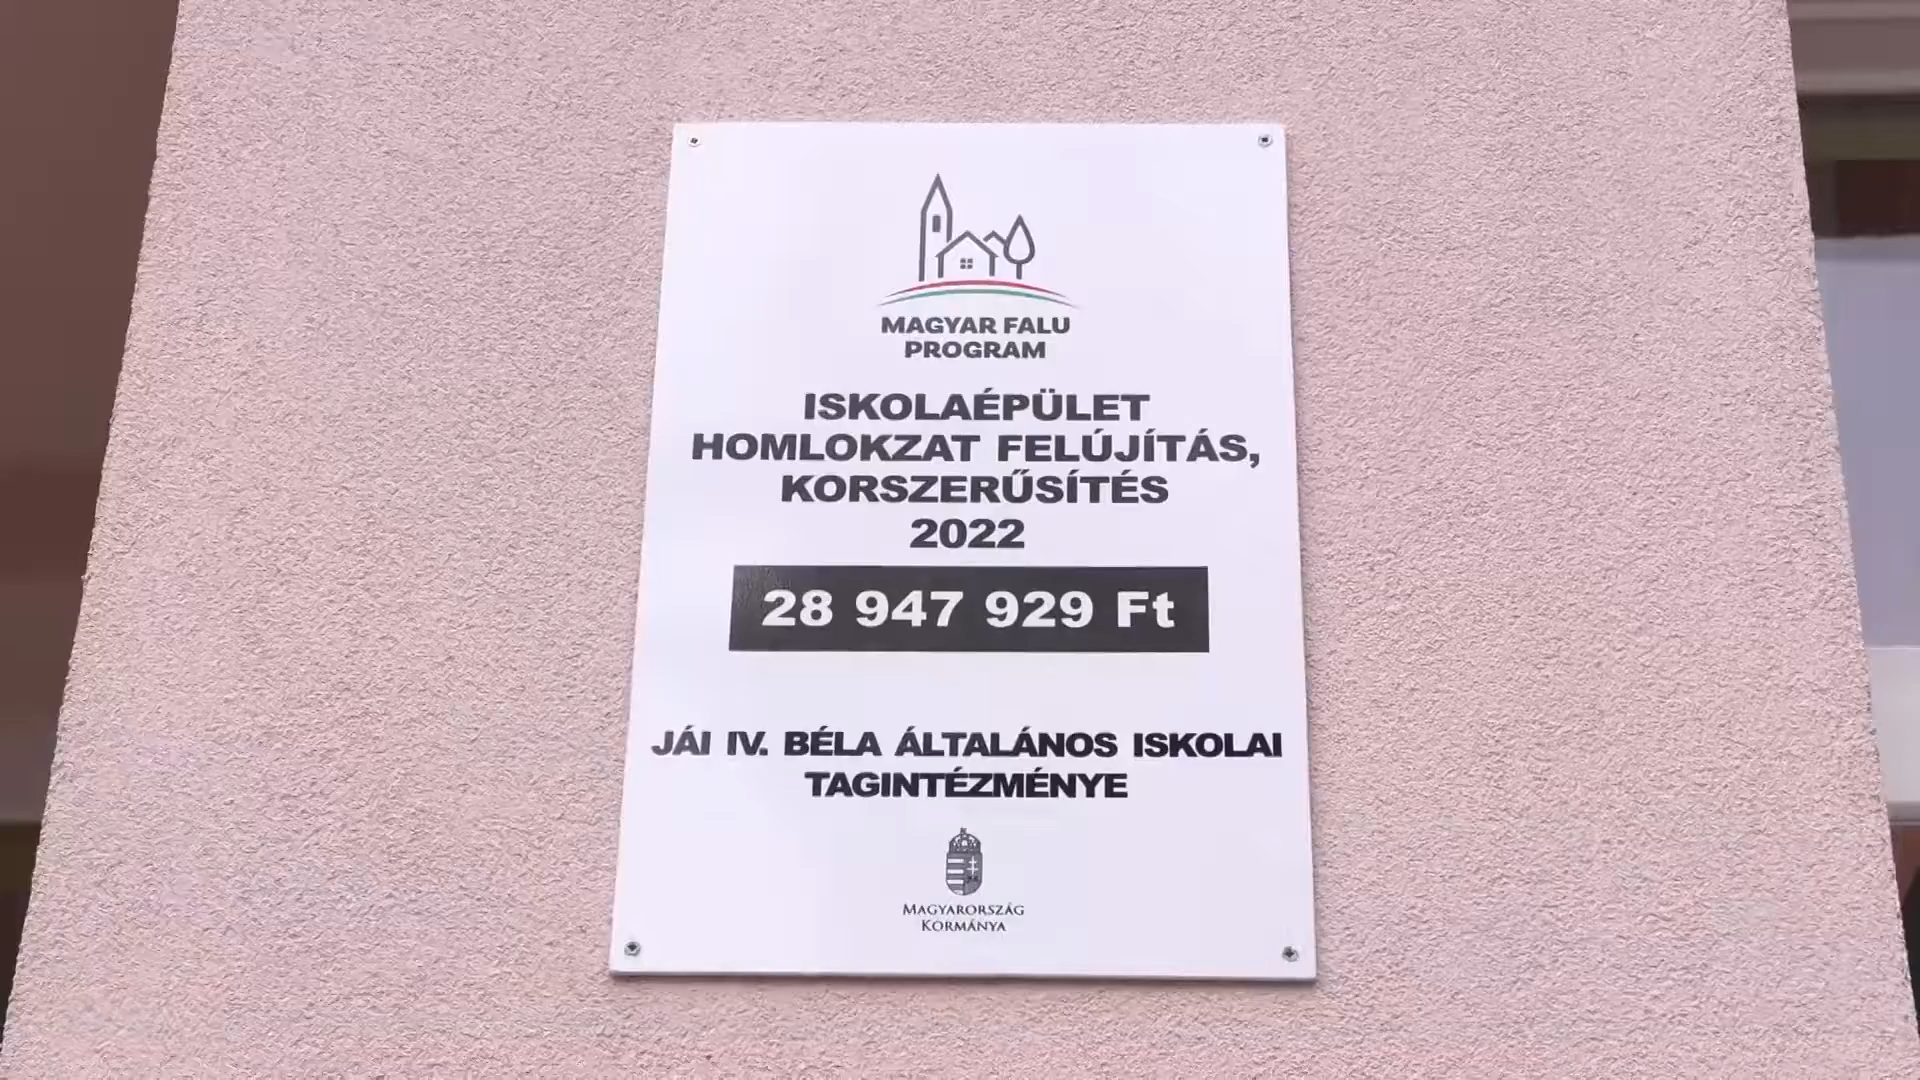 MAGYAR FALU
PROGRAM
ISKOLAÉPÜLET
HOMLOKZAT FELÚJÍTÁS,
KORSZERŰSÍTÉS
2022
28 947 929 Ft
JÁI IV. BÉLA ÁLTALÁNOS ISKOLAI
TAGINTÉZMÉNYE
MAGYARORSZÁG
KORMÁNYA